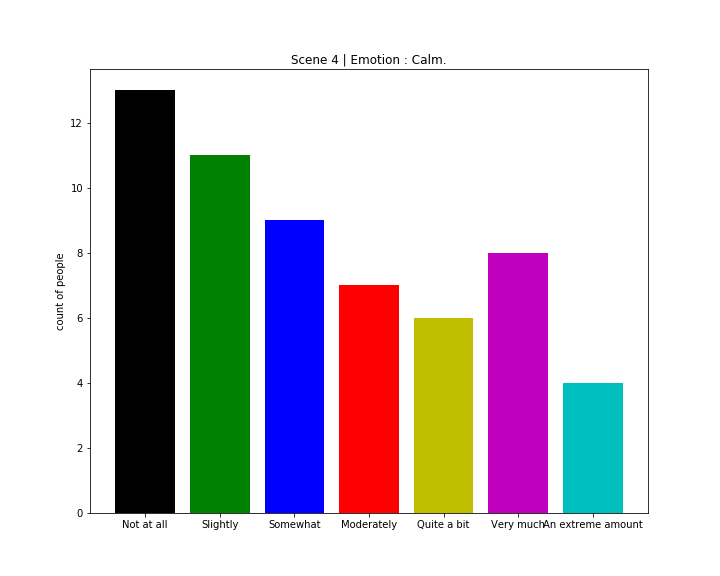 Scene 4 | Emotion : Calm.
count of people
12
10
8
6
4
2
0
Not at all Slightly Somewhat Moderately Quite a bit Very much An extreme amount